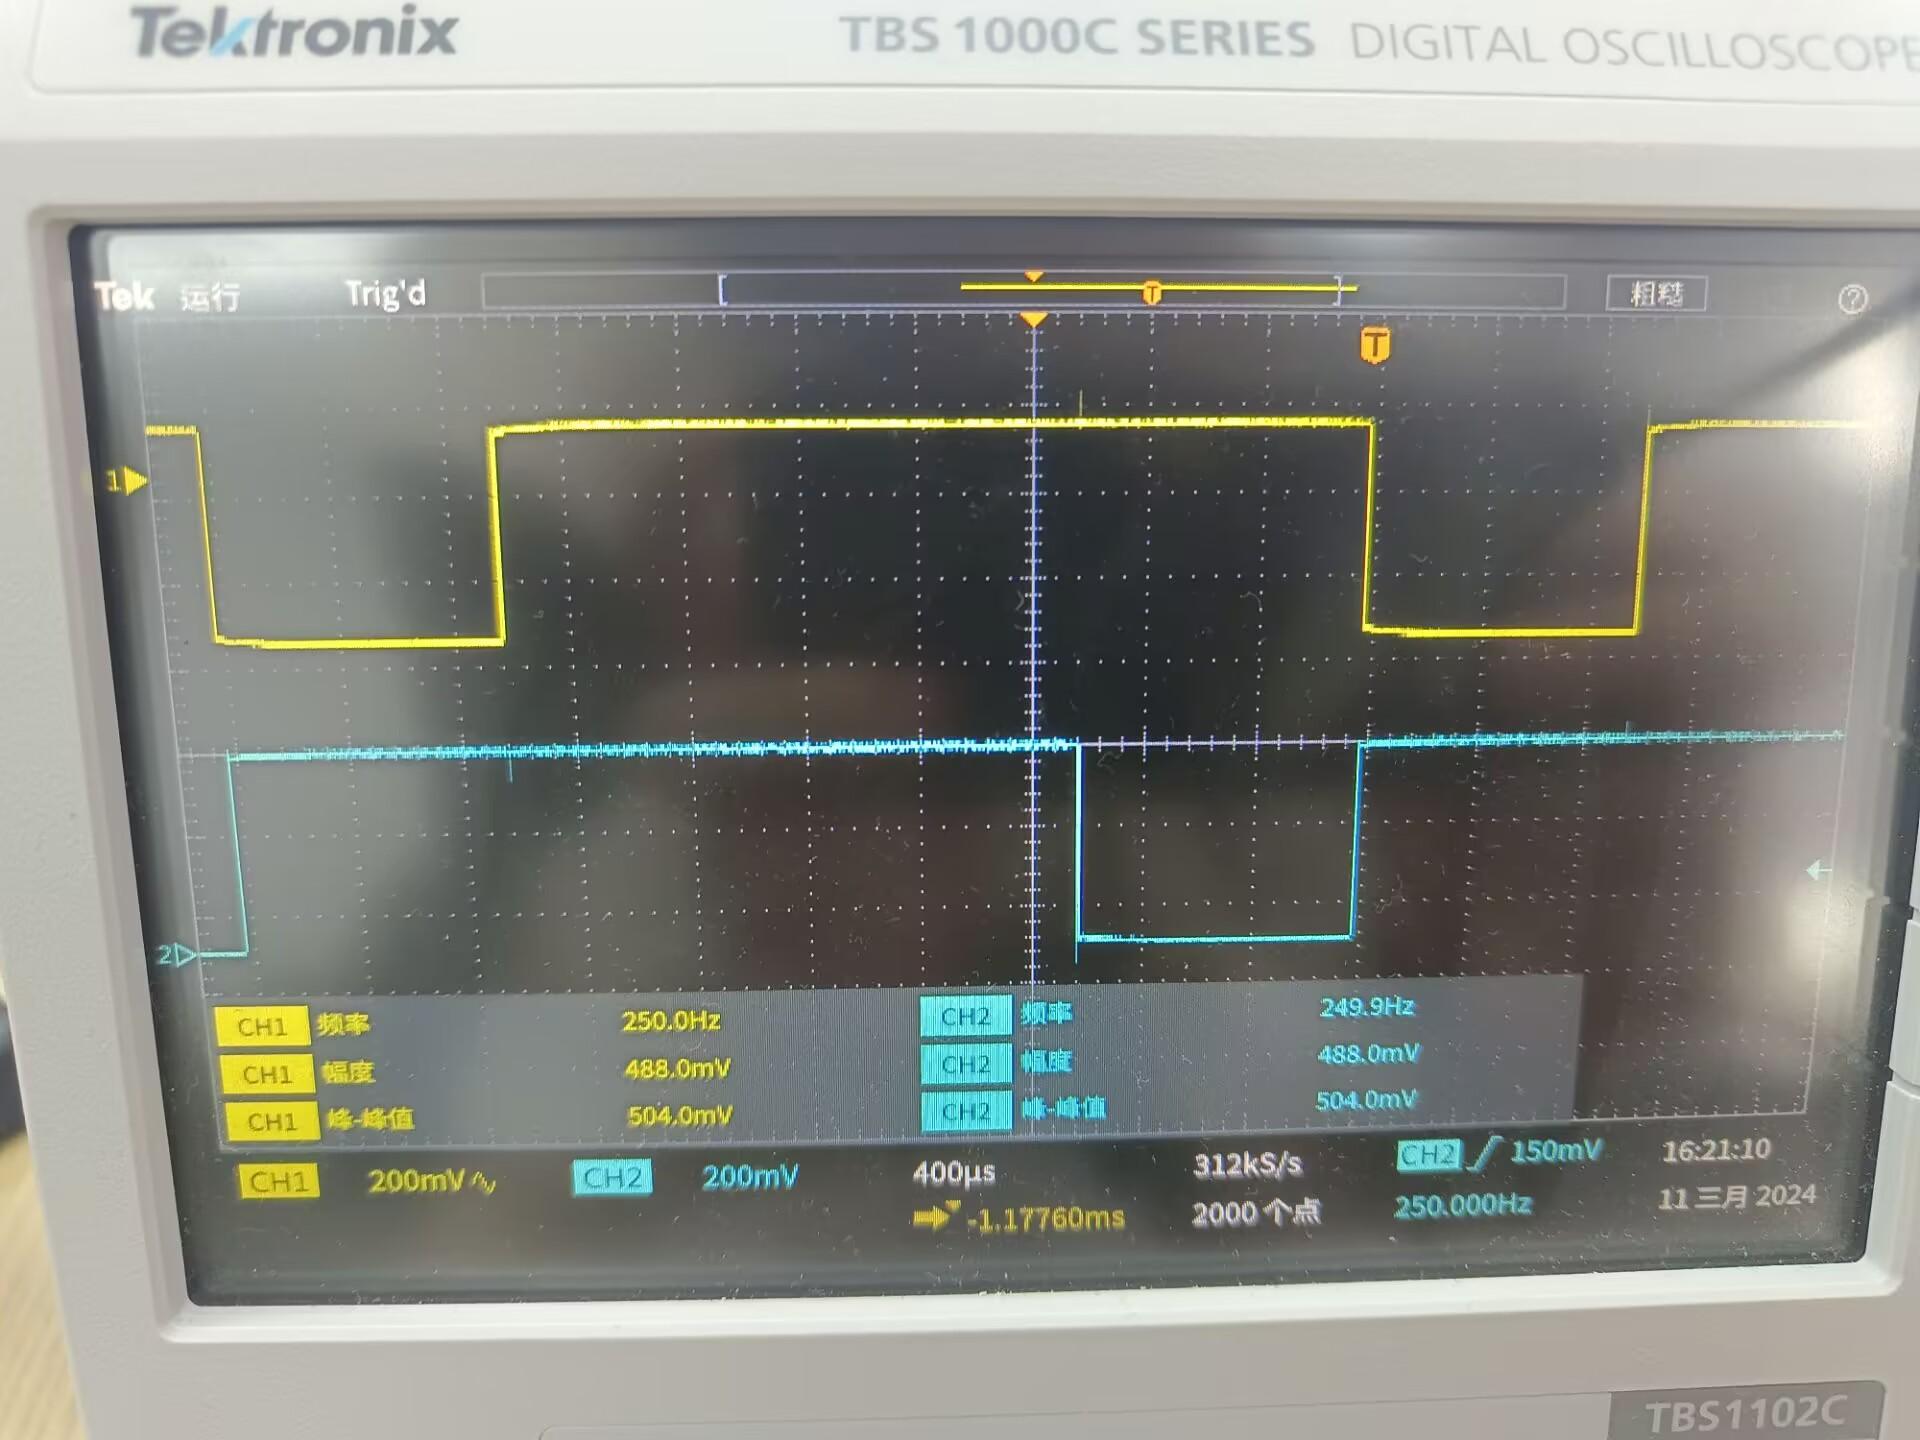 Tektronix TBS 1000C SERIES DIGITAL OSCILLOSCOPE
Tek 运行 Trig'd T 粗糙 ?
T
1
2
CH1 频率 250.0Hz CH2 频率 249.9Hz
CH1 幅度 488.0mV CH2 幅度 488.0mV
CH1 峰-峰值 504.0mV CH2 峰-峰值 504.0mV
CH1 200mV CH2 200mV 400µs 312kS/s CH2 150mV 16:21:10
-1.17760ms 2000 个点 250.000Hz 11 三月 2024
TBS1102C